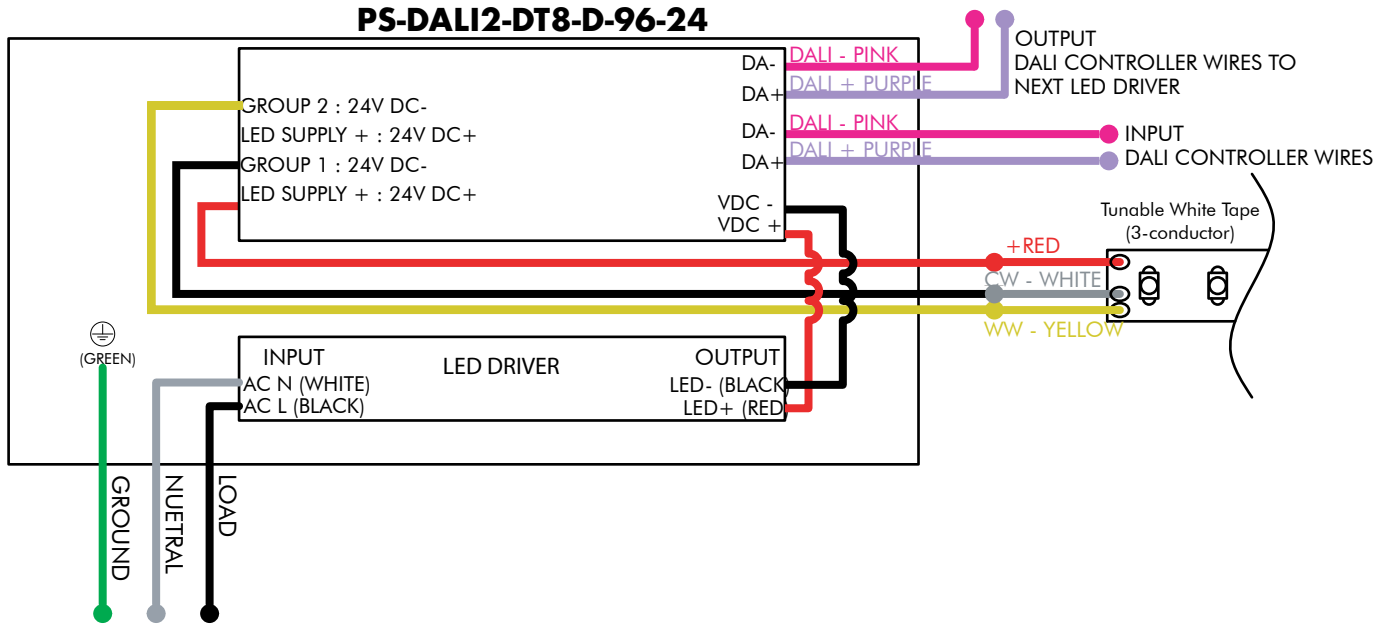 PS-DALI2-DT8-D-96-24
OUTPUT
DALI CONTROLLER WIRES TO
NEXT LED DRIVER
DA-
DALI - PINK
DA+
DALI + PURPLE
DA-
DALI - PINK
DA+
DALI + PURPLE
INPUT
DALI CONTROLLER WIRES
GROUP 2 : 24V DC-
LED SUPPLY + : 24V DC+
GROUP 1 : 24V DC-
LED SUPPLY + : 24V DC+
VDC -
VDC +
Tunable White Tape
(3-conductor)
+RED
CW - WHITE
WW - YELLOW
(GREEN)
INPUT
LED DRIVER
OUTPUT
AC N (WHITE)
AC L (BLACK)
LED- (BLACK)
LED+ (RED)
GROUND
NUETRAL
LOAD